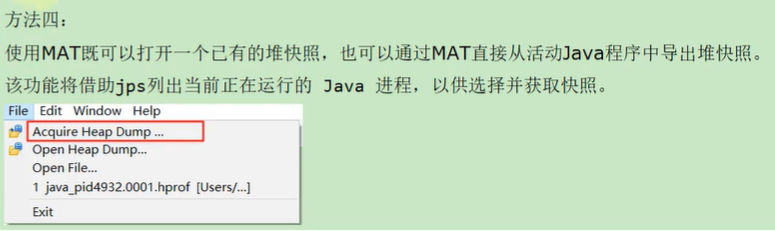 方法四：
使用MAT既可以打开一个已有的堆快照，也可以通过MAT直接从活动Java程序中导出堆快照。
该功能将借助jps列出当前正在运行的 Java 进程，以供选择并获取快照。
File Edit Window Help
Acquire Heap Dump ...
Open Heap Dump...
Open File...
1 java_pid4932.0001.hprof [Users/...]
Exit